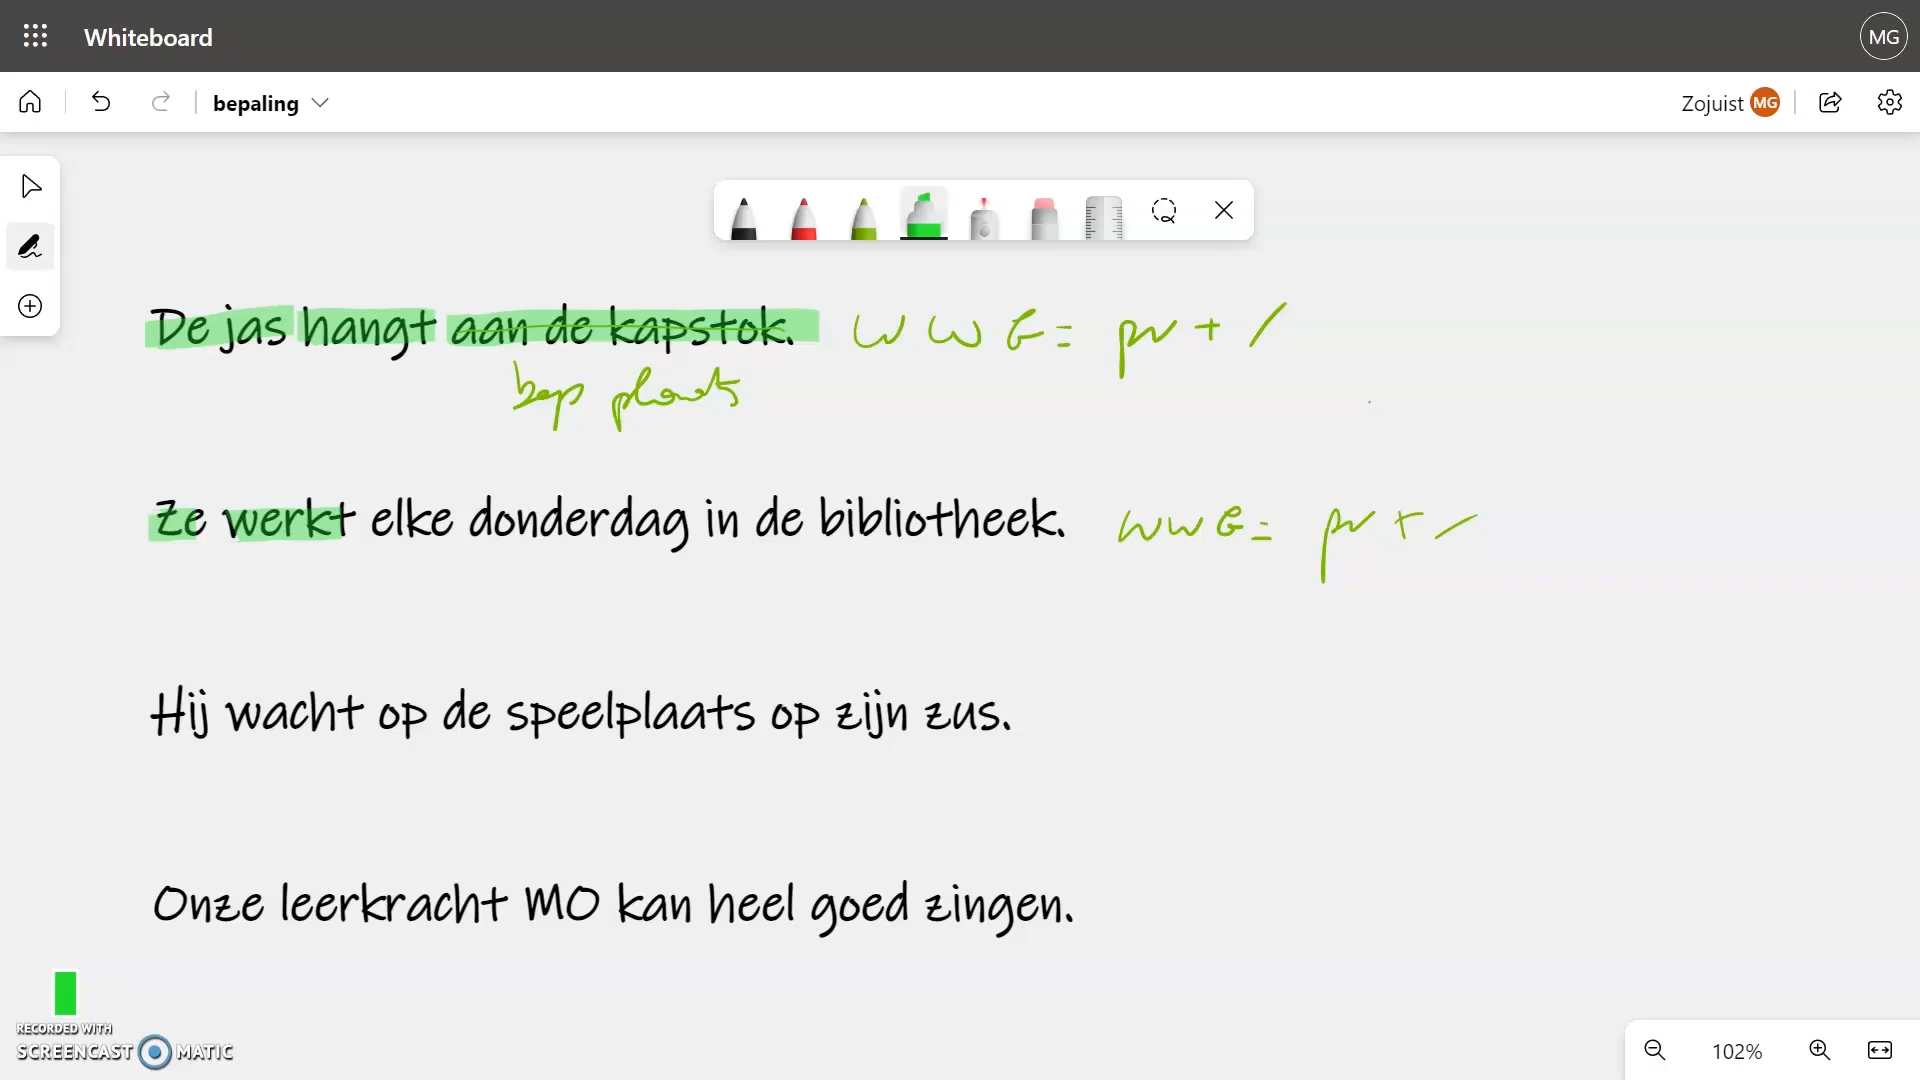 Whiteboard
MG
bepaling
Zojuist MG
De jas hangt aan de kapstok. WWG = pv + /
bep plaats
Ze werkt elke donderdag in de bibliotheek. WWG = pv + /
Hij wacht op de speelplaats op zijn zus.
Onze leerkracht MO kan heel goed zingen.
RECORDED WITH
SCREENCAST MATIC
102%